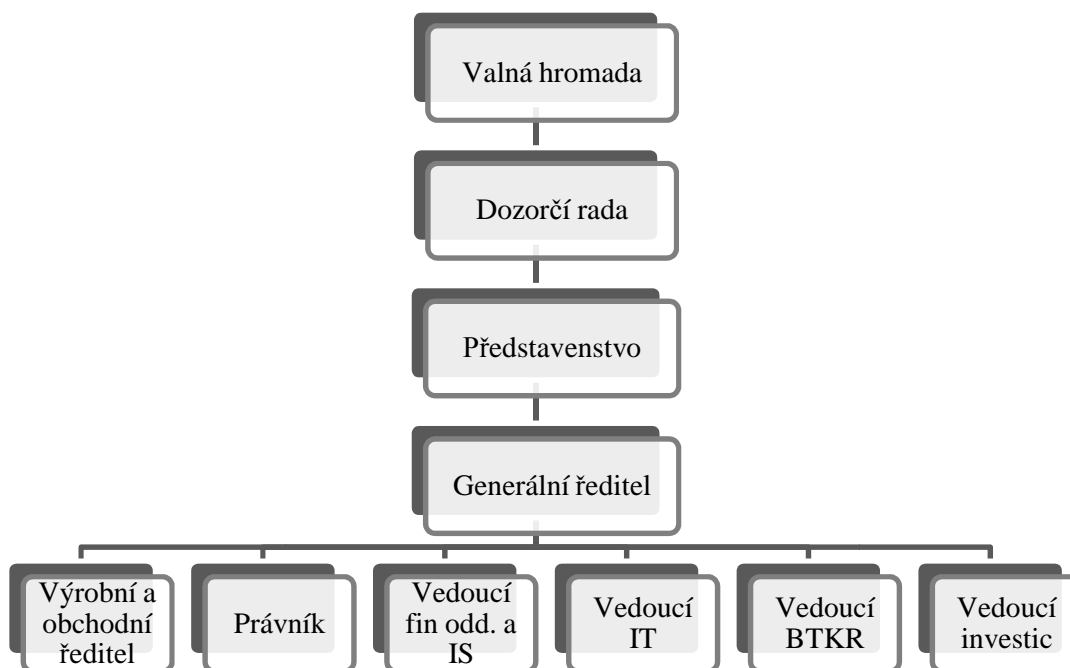 Valná hromada
Dozorčí rada
Představenstvo
Generální ředitel
Výrobní a
obchodní
ředitel
Právník
Vedoucí
fin odd. a
IS
Vedoucí
IT
Vedoucí
BTKR
Vedoucí
investic